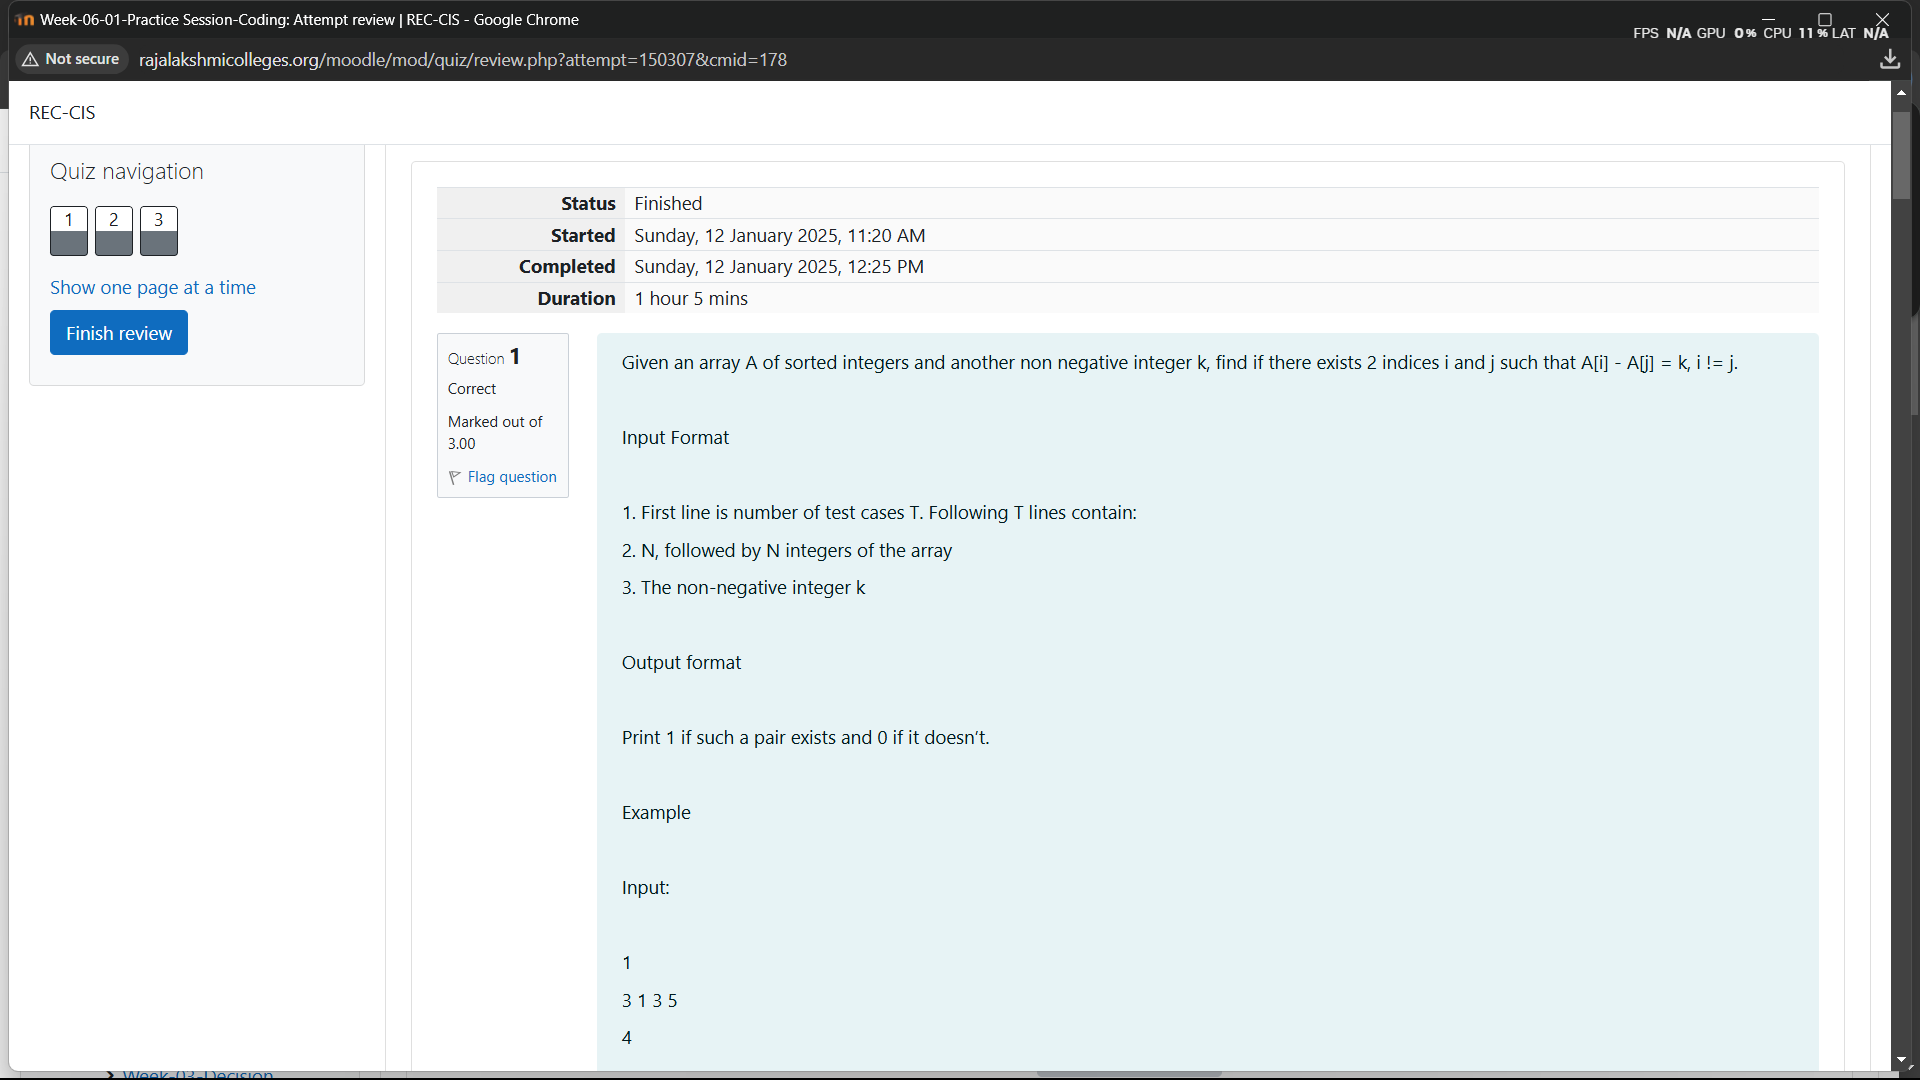 Week-06-01-Practice Session-Coding: Attempt review | REC-CIS - Google Chrome
FPS N/A GPU 0% CPU 11% LAT N/A
Not secure
rajalakshmicolleges.org/moodle/mod/quiz/review.php?attempt=150307&cmid=178
REC-CIS
Quiz navigation
1 2 3
Show one page at a time
Finish review
Status Finished
Started Sunday, 12 January 2025, 11:20 AM
Completed Sunday, 12 January 2025, 12:25 PM
Duration 1 hour 5 mins
Question 1
Correct
Marked out of
3.00
Flag question
Given an array A of sorted integers and another non negative integer k, find if there exists 2 indices i and j such that A[i] - A[j] = k, i != j.
Input Format
1. First line is number of test cases T. Following T lines contain:
2. N, followed by N integers of the array
3. The non-negative integer k
Output format
Print 1 if such a pair exists and 0 if it doesn’t.
Example
Input:
1
3 1 3 5
4
Week-03-Decision